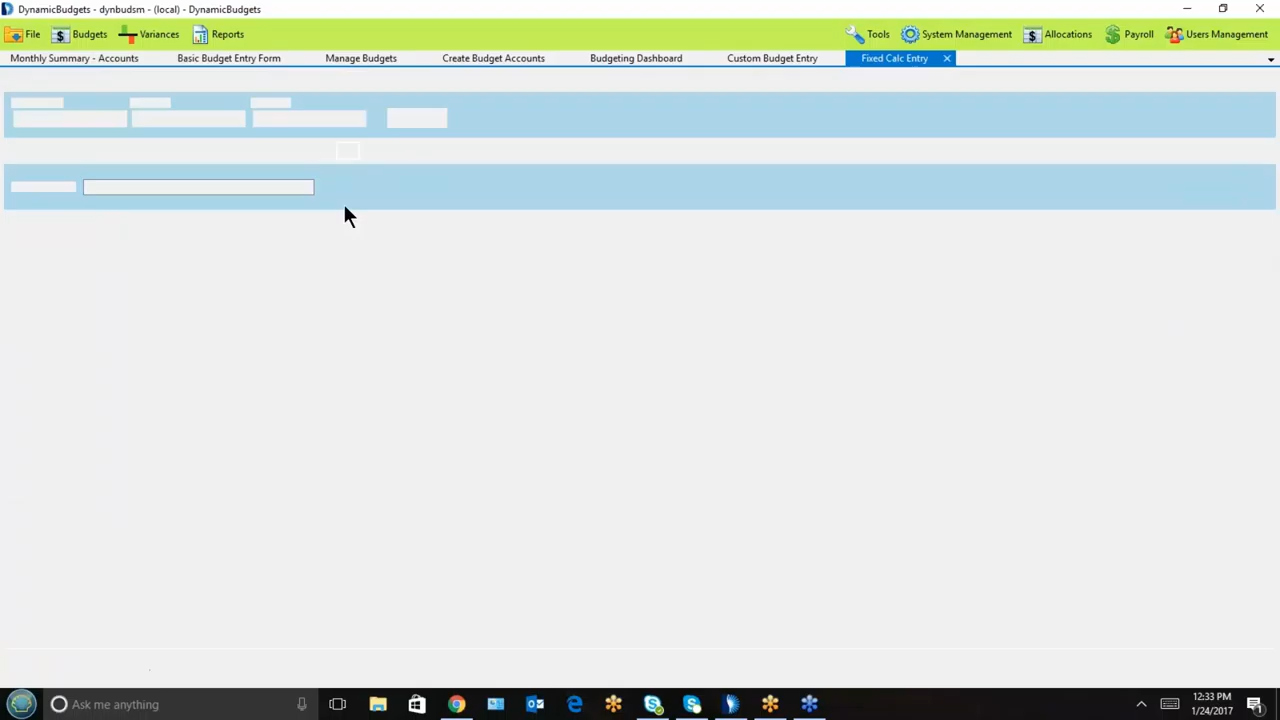 DynamicBudgets - dynbudsm - (local) - DynamicBudgets
File Budgets Variances Reports Tools System Management Allocations Payroll Users Management
Monthly Summary - Accounts Basic Budget Entry Form Manage Budgets Create Budget Accounts Budgeting Dashboard Custom Budget Entry Fixed Calc Entry
Ask me anything
12:33 PM
1/24/2017